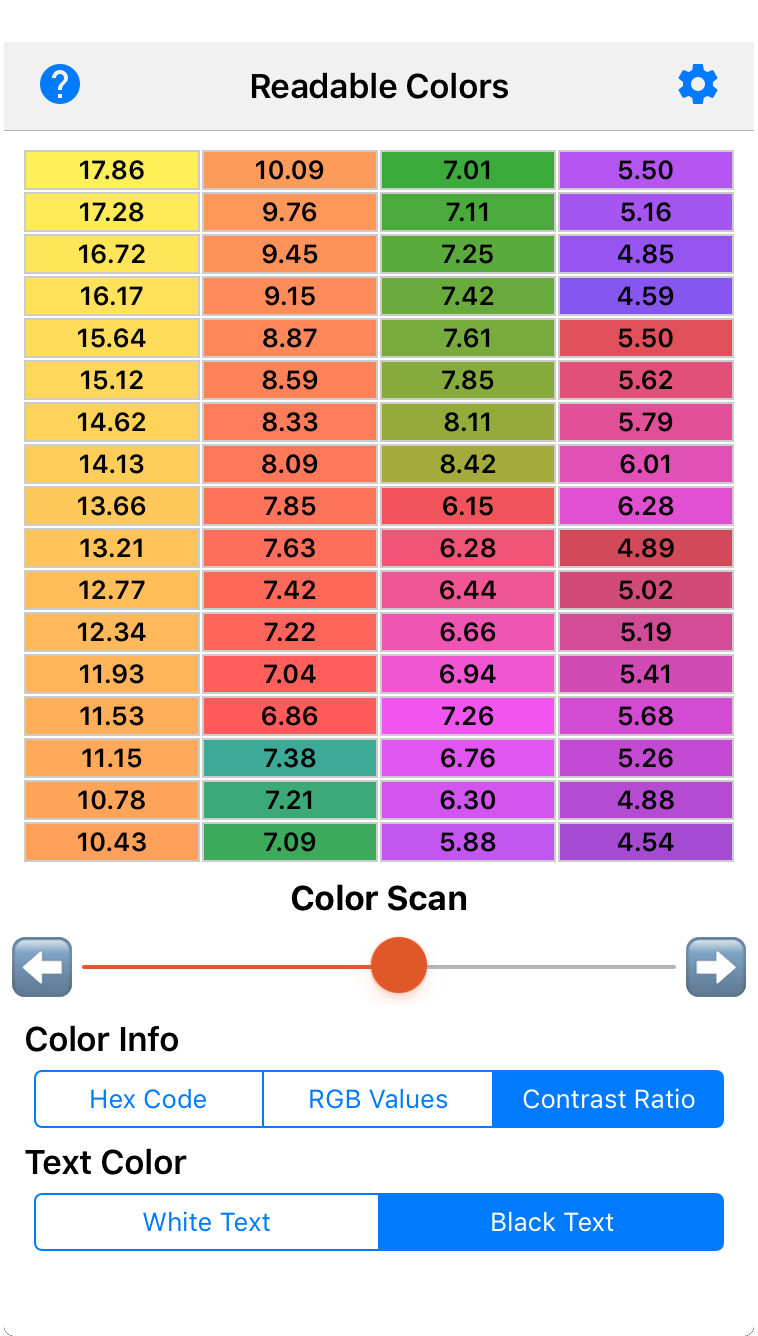 Readable Colors
17.86 10.09 7.01 5.50
17.28 9.76 7.11 5.16
16.72 9.45 7.25 4.85
16.17 9.15 7.42 4.59
15.64 8.87 7.61 5.50
15.12 8.59 7.85 5.62
14.62 8.33 8.11 5.79
14.13 8.09 8.42 6.01
13.66 7.85 6.15 6.28
13.21 7.63 6.28 4.89
12.77 7.42 6.44 5.02
12.34 7.22 6.66 5.19
11.93 7.04 6.94 5.41
11.53 6.86 7.26 5.68
11.15 7.38 6.76 5.26
10.78 7.21 6.30 4.88
10.43 7.09 5.88 4.54
Color Scan
Color Info
Hex Code RGB Values Contrast Ratio
Text Color
White Text Black Text